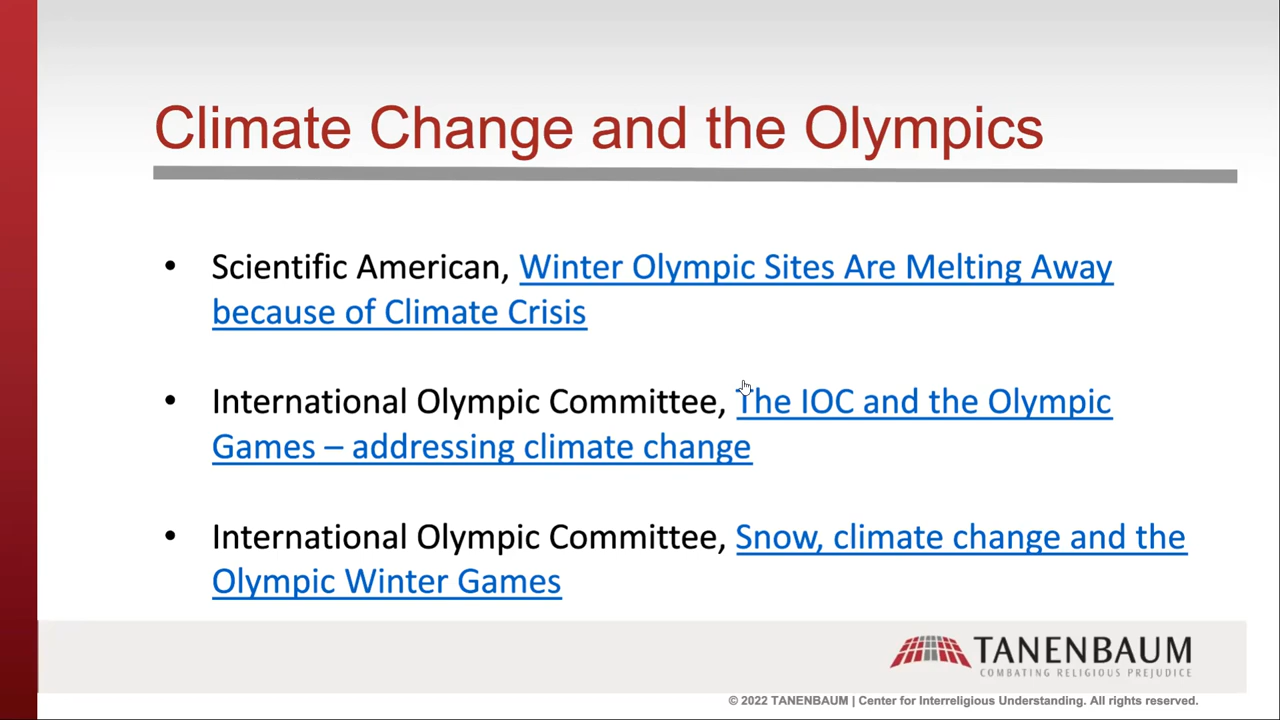 Climate Change and the Olympics
• Scientific American, Winter Olympic Sites Are Melting Away
because of Climate Crisis
• International Olympic Committee, The IOC and the Olympic
Games – addressing climate change
• International Olympic Committee, Snow, climate change and the
Olympic Winter Games
TANENBAUM
COMBATING RELIGIOUS PREJUDICE
© 2022 TANENBAUM | Center for Interreligious Understanding. All rights reserved.